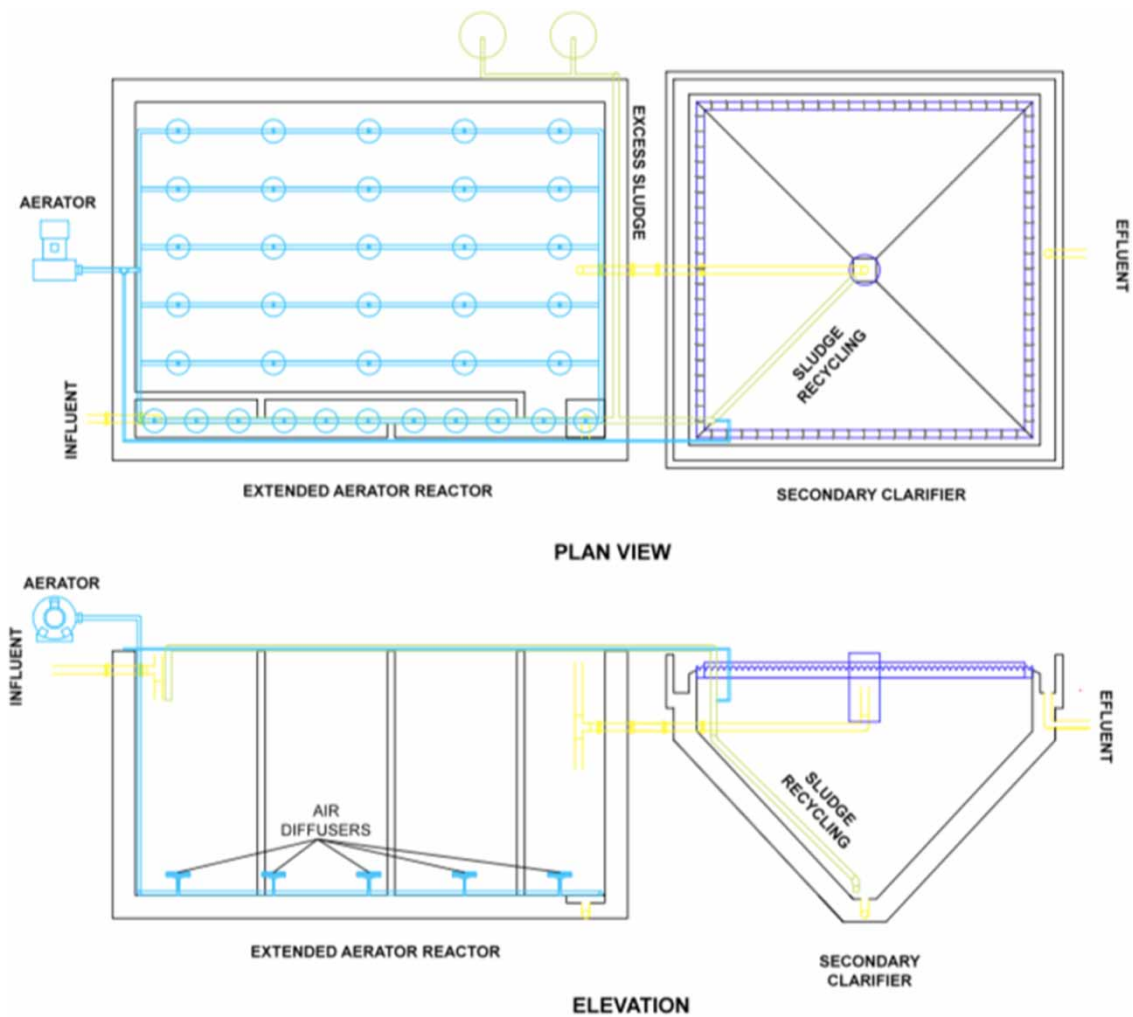 AERATOR
EXCESS SLUDGE
EFLUENT
INFLUENT
SLUDGE
RECYCLING
EXTENDED AERATOR REACTOR
SECONDARY CLARIFIER
PLAN VIEW
AERATOR
INFLUENT
EFLUENT
AIR
DIFFUSERS
SLUDGE
RECYCLING
EXTENDED AERATOR REACTOR
SECONDARY
CLARIFIER
ELEVATION